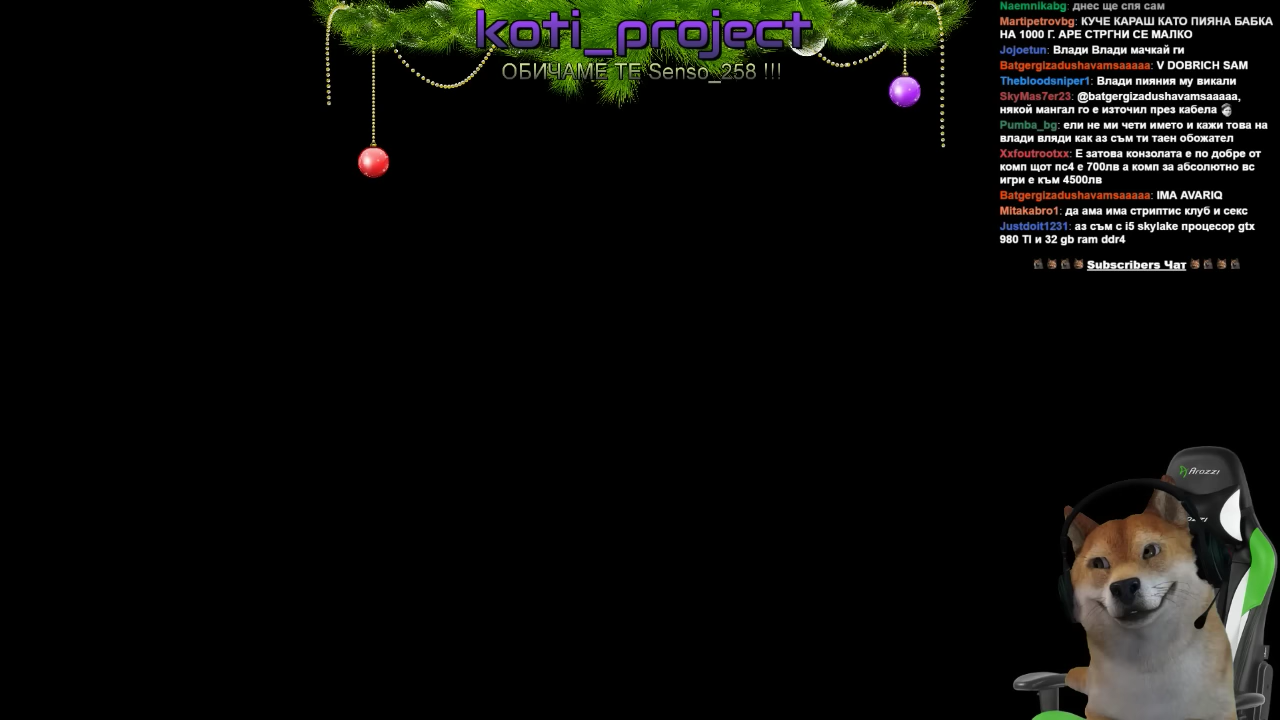 koti_project
ОБИЧАМЕ ТЕ Senso_258 !!!
Naemnikabg: днес ще спя сам
Martipetrovbg: КУЧЕ КАРАШ КАТО ПИЯНА БАБКА
НА 1000 Г. АРЕ СТРГНИ СЕ МАЛКО
Jojoetun: Влади Влади мачкай ги
Batgergizadushavamsaaaaa: V DOBRICH SAM
Thebloodsniper1: Влади пияния му викали
SkyMas7er23: @batgergizadushavamsaaaaa,
някой мангал го е източил през кабела
Pumba_bg: ели не ми чети името и кажи това на
влади вляди как аз съм ти таен обожател
Xxfoutrootxx: Е затова конзолата е по добре от
комп щот пс4 е 700лв а комп за абсолютно вс
игри е към 4500лв
Batgergizadushavamsaaaaa: IMA AVARIQ
Mitakabro1: да ама има стриптис клуб и секс
Justdoit1231: аз съм с i5 skylake процесор gtx
980 TI и 32 gb ram ddr4
Subscribers Чат
Arozzi